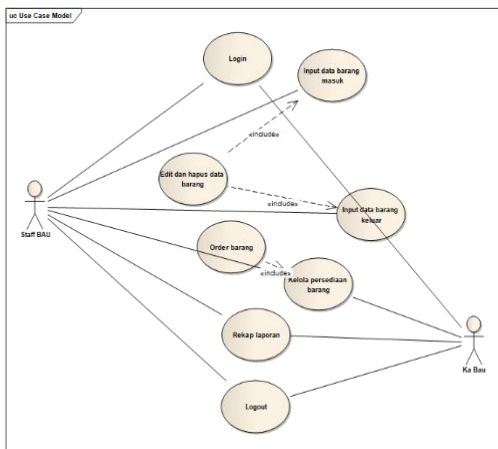 uc Use Case Model
Login
Input data barang
masuk
«include»
Edit dan hapus data
barang
Staff BAU
«include»
Input data barang
keluar
Order barang
«include»
Kelola persediaan
barang
Rekap laporan
Ka Bau
Logout